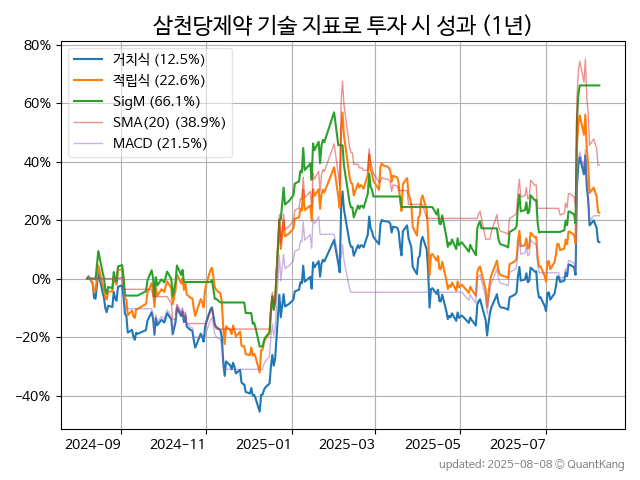 삼천당제약 기술 지표로 투자 시 성과 (1년)
거치식 (12.5%)
적립식 (22.6%)
SigM (66.1%)
SMA(20) (38.9%)
MACD (21.5%)
80%
60%
40%
20%
0%
−20%
−40%
2024-09 2024-11 2025-01 2025-03 2025-05 2025-07
updated: 2025-08-08 © QuantKang